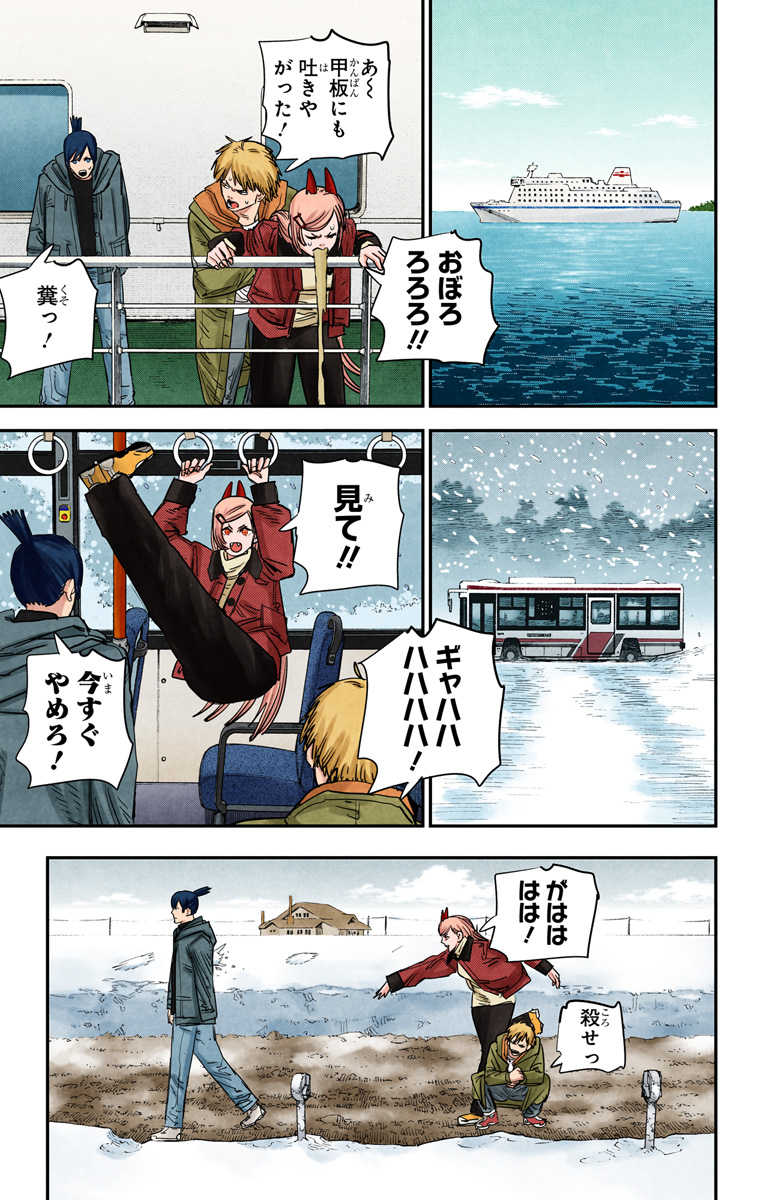 あ〜
甲板にも
吐きや
がった！
おぼろ
ろろろ!!
糞っ！
見て!!
ギャハハ
ハハハハハ！
今すぐ
やめろ！
がはは
はは！
殺せっ